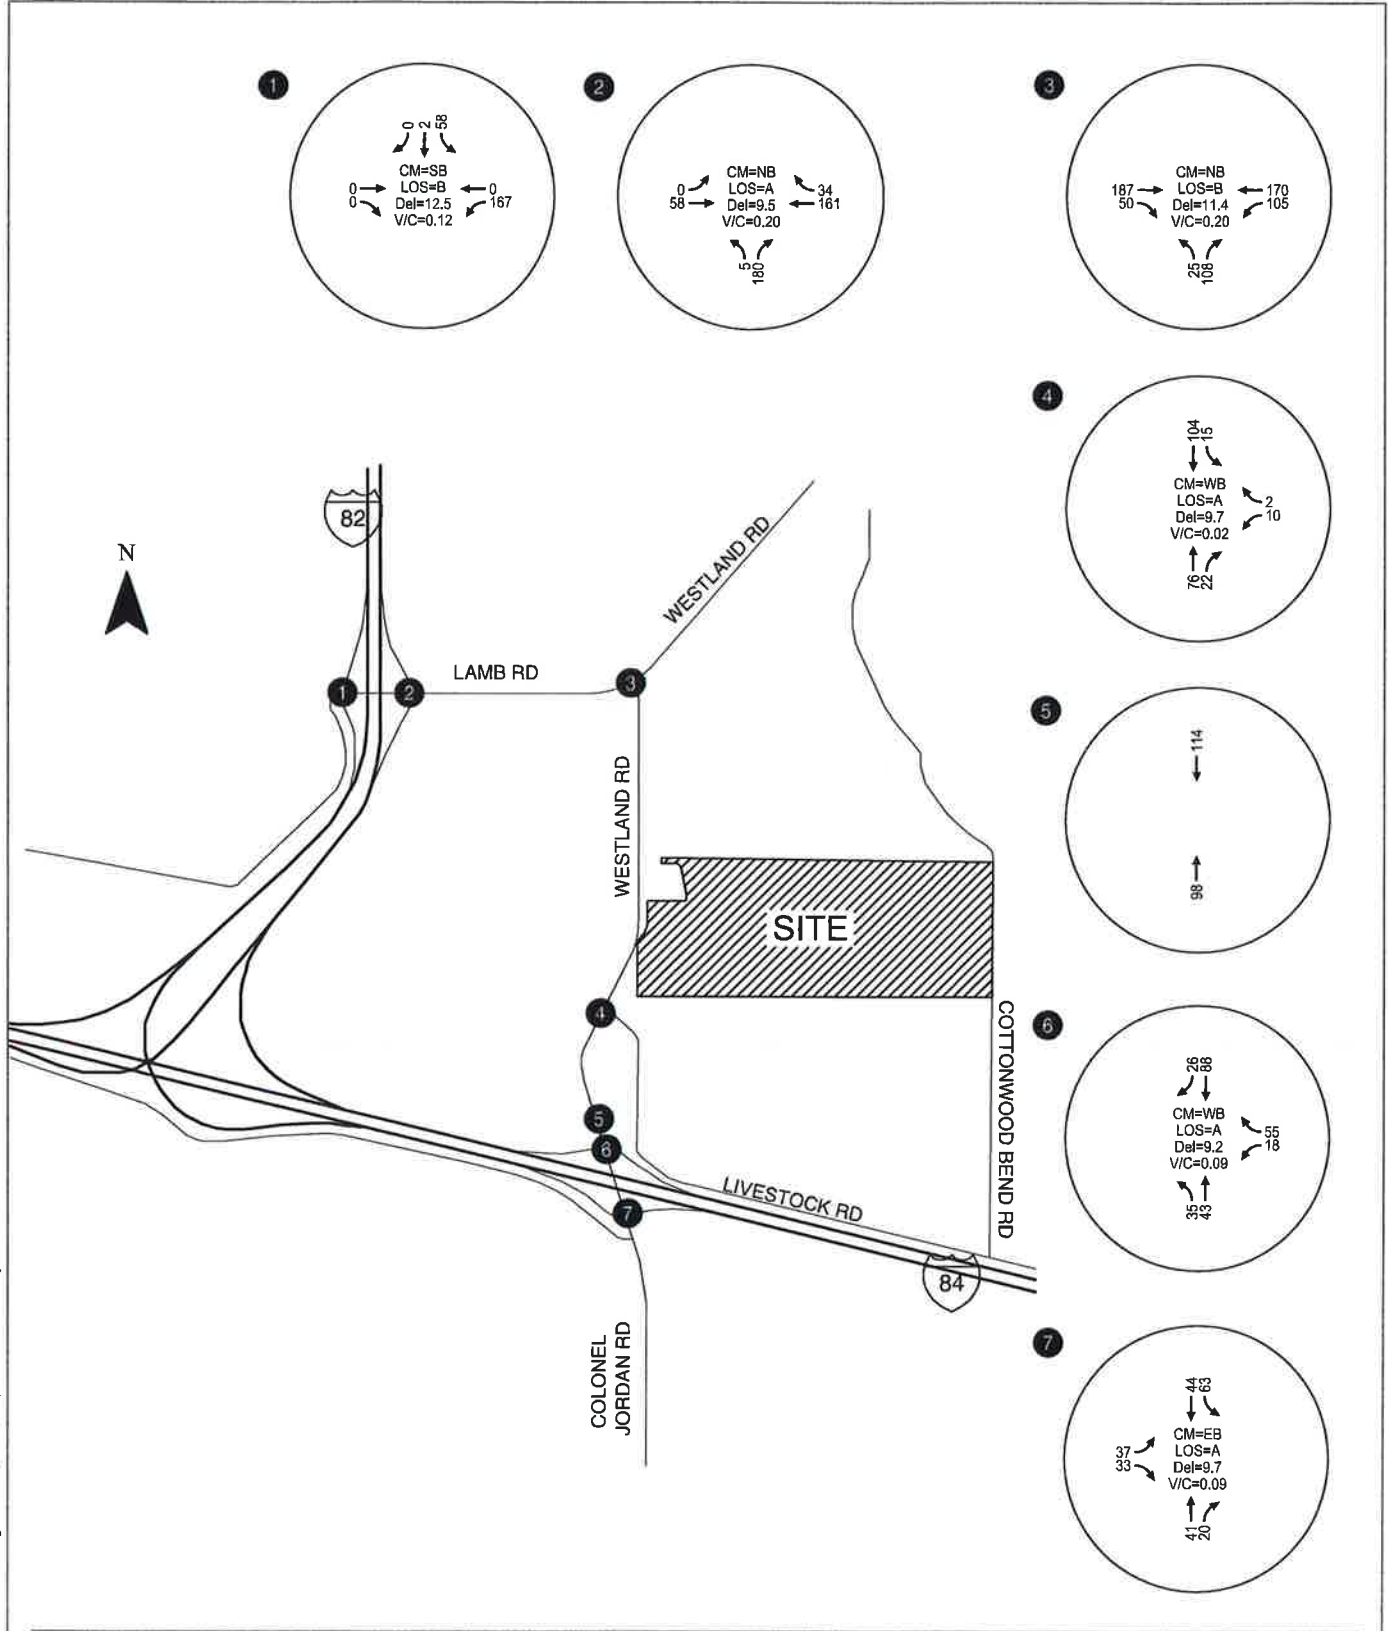 1
0
2
58
CM=SB
LOS=B
Del=12.5
V/C=0.12
0
0
0
167
2
CM=NB
LOS=A
Del=9.5
V/C=0.20
0
58
34
161
5
180
3
CM=NB
LOS=B
Del=11.4
V/C=0.20
187
50
170
105
25
108
4
104
15
CM=WB
LOS=A
Del=9.7
V/C=0.02
2
10
76
22
5
114
98
6
26
88
CM=WB
LOS=A
Del=9.2
V/C=0.09
55
18
35
43
7
44
63
CM=EB
LOS=A
Del=9.7
V/C=0.09
37
33
41
20
82
N
WESTLAND RD
LAMB RD
1
2
3
WESTLAND RD
SITE
4
5
6
7
COTTONWOOD BEND RD
LIVESTOCK RD
84
COLONEL
JORDAN RD